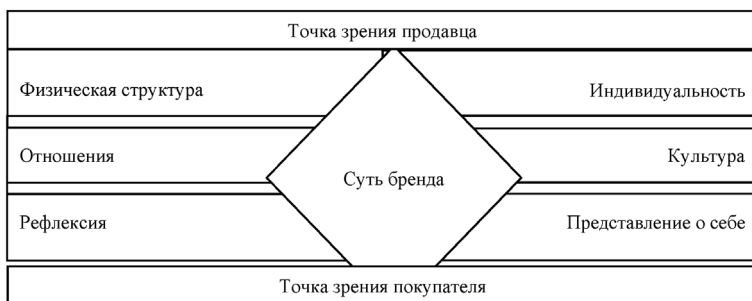 Точка зрения продавца
Физическая структура
Индивидуальность
Отношения
Суть бренда
Культура
Рефлексия
Представление о себе
Точка зрения покупателя